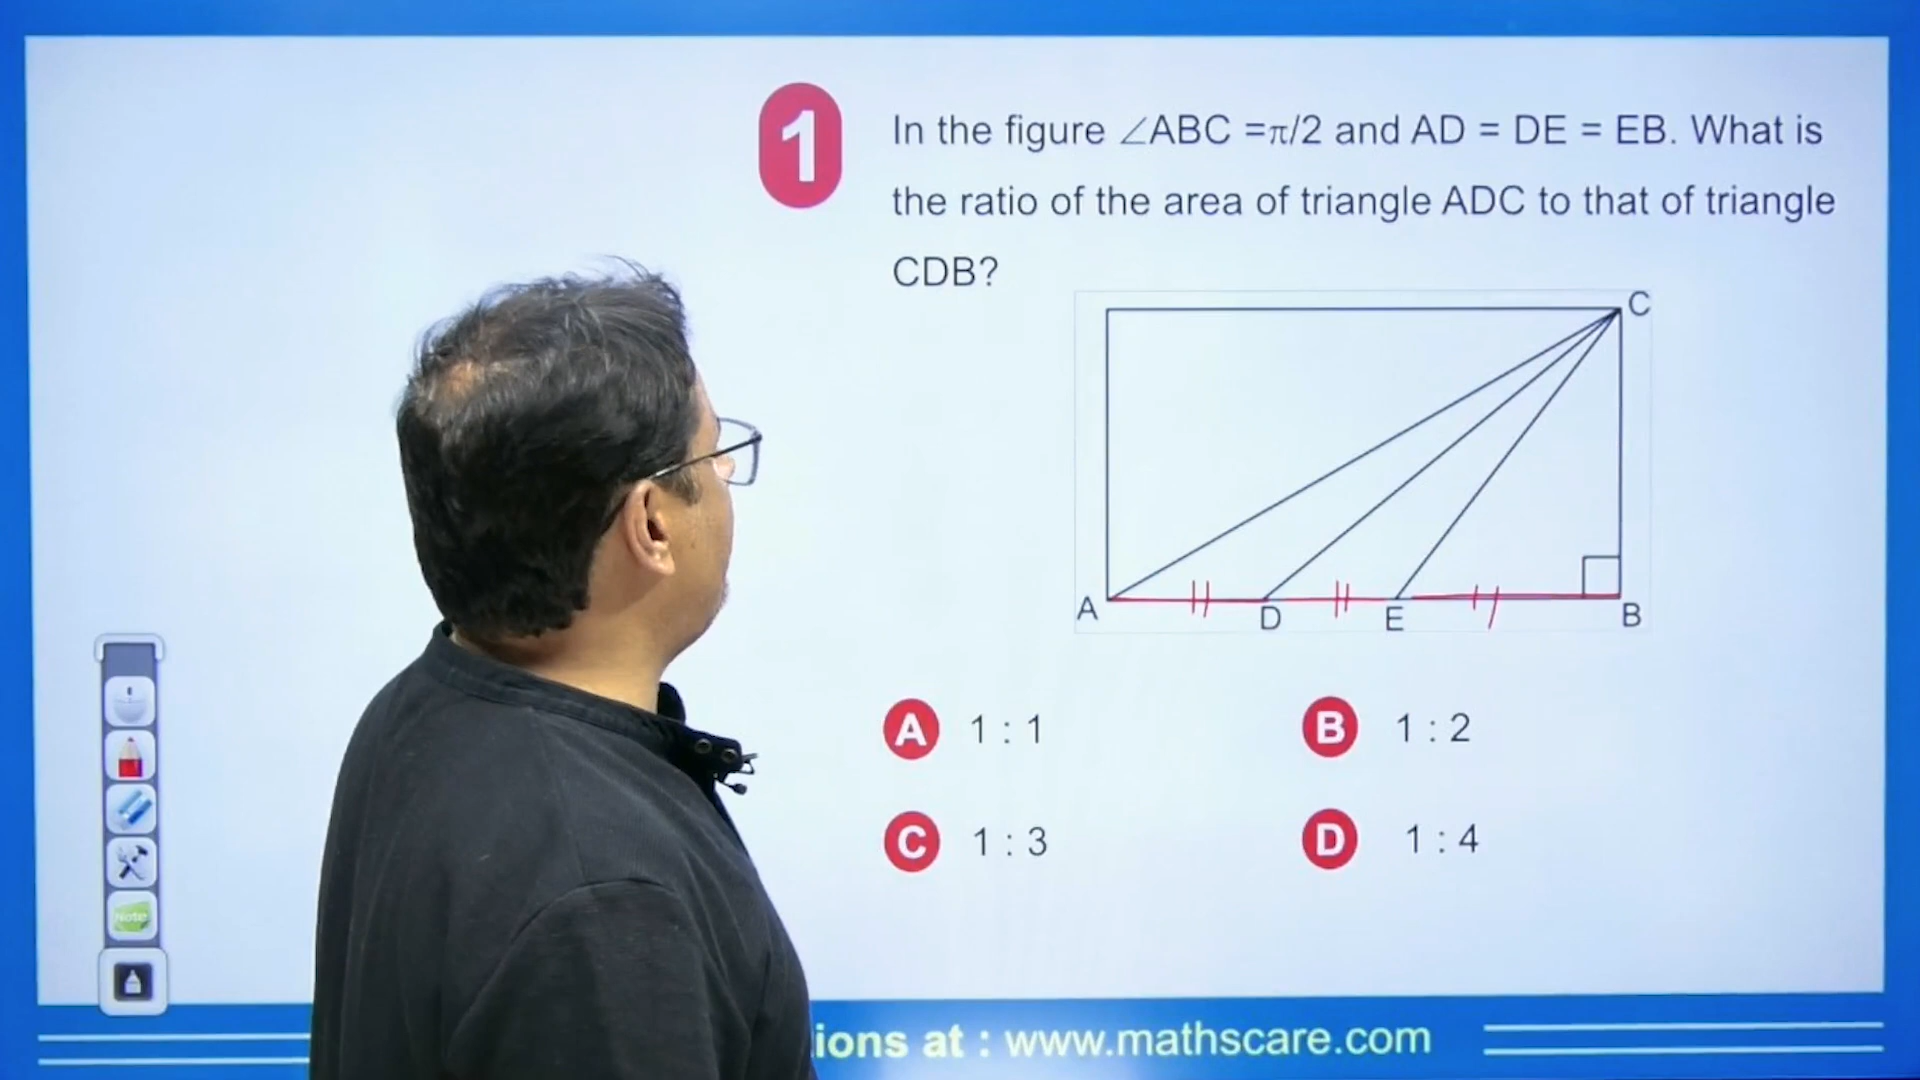 1
In the figure ∠ABC =π/2 and AD = DE = EB. What is
the ratio of the area of triangle ADC to that of triangle
CDB?
C
A
D
E
B
A 1 : 1
B 1 : 2
C 1 : 3
D 1 : 4
Note
at : www.mathscare.com